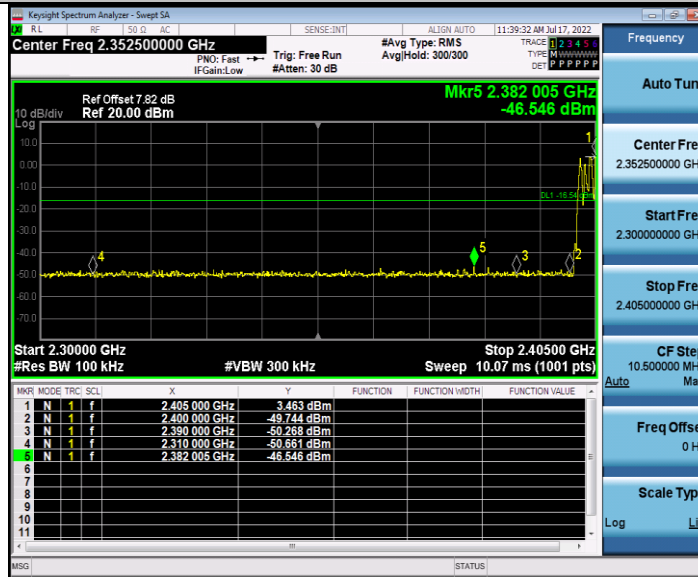 Keysight Spectrum Analyzer - Swept SA
RL RF 50 Ω AC SENSE:INT ALIGN AUTO 11:39:32 AM Jul 17, 2022
Center Freq 2.352500000 GHz
PNO: Fast
IFGain:Low
Trig: Free Run
#Atten: 30 dB
#Avg Type: RMS
Avg|Hold: 300/300
TRACE 1 2 3 4 5 6
TYPE M WWWWW
DET P P P P P P
Mkr5 2.382 005 GHz
-46.546 dBm
Ref Offset 7.82 dB
10 dB/div Ref 20.00 dBm
Log
10.0
0.00
-10.0
-20.0
-30.0
-40.0
-50.0
-60.0
-70.0
1
DL1 -16.54 dBm
4
5
3
2
Start 2.30000 GHz Stop 2.40500 GHz
#Res BW 100 kHz #VBW 300 kHz Sweep 10.07 ms (1001 pts)
MKR MODE TRC SCL X Y FUNCTION FUNCTION WIDTH FUNCTION VALUE
1 N 1 f 2.405 000 GHz 3.463 dBm
2 N 1 f 2.400 000 GHz -49.744 dBm
3 N 1 f 2.390 000 GHz -50.268 dBm
4 N 1 f 2.310 000 GHz -50.661 dBm
5 N 1 f 2.382 005 GHz -46.546 dBm
6
7
8
9
10
11
MSG STATUS
Frequency
Auto Tun
Center Fre
2.352500000 GH
Start Fre
2.300000000 GH
Stop Fre
2.405000000 GH
CF Ste
10.500000 MH
Auto Ma
Freq Offse
0 H
Scale Typ
Log Li